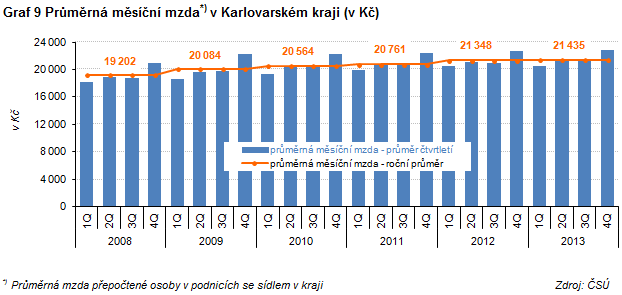 Graf 9 Průměrná měsíční mzda*) v Karlovarském kraji (v Kč)
24 000
20 000
16 000
12 000
8 000
4 000
0
v Kč
19 202
20 084
20 564
20 761
21 348
21 435
průměrná měsíční mzda - průměr čtvrtletí
průměrná měsíční mzda - roční průměr
1Q 2Q 3Q 4Q 1Q 2Q 3Q 4Q 1Q 2Q 3Q 4Q 1Q 2Q 3Q 4Q 1Q 2Q 3Q 4Q 1Q 2Q 3Q 4Q
2008 2009 2010 2011 2012 2013
*) Průměrná mzda přepočtené osoby v podnicích se sídlem v kraji Zdroj: ČSÚ